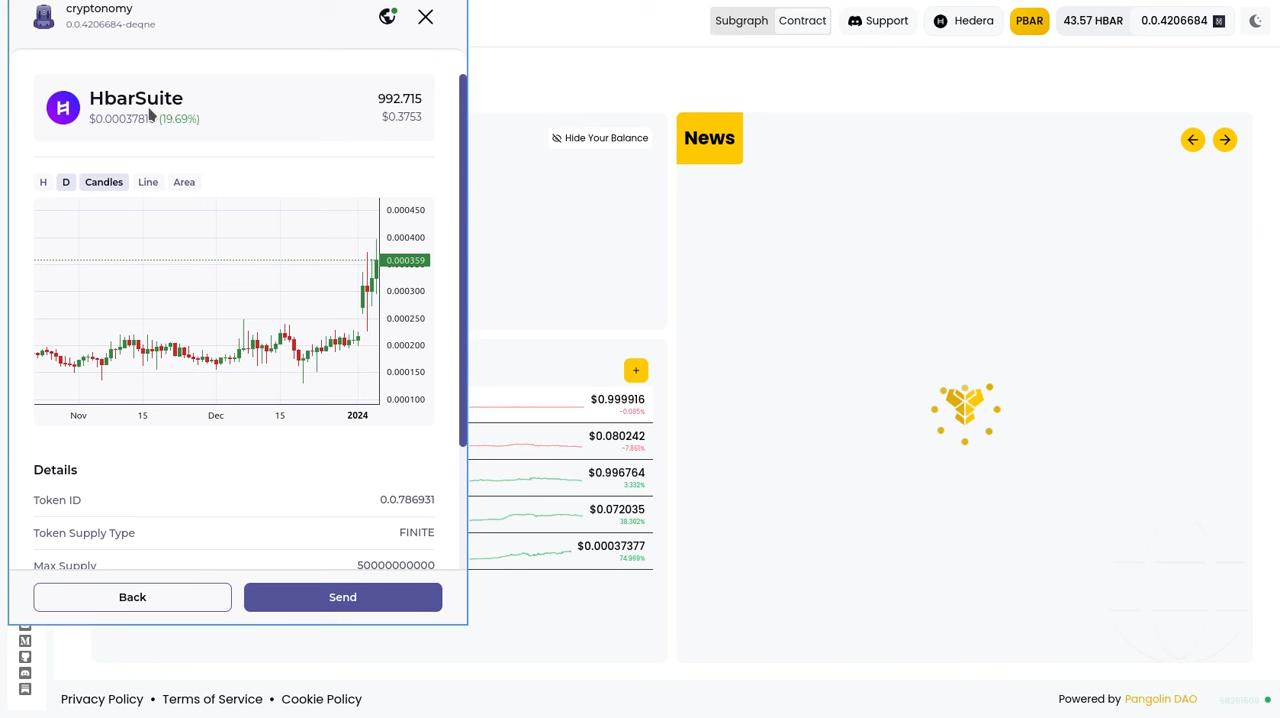 cryptonomy
0.0.4206684-deqne
HbarSuite
$0.0003781 (19.69%)
992.715
$0.3753
H D Candles Line Area
0.000450
0.000400
0.000359
0.000300
0.000250
0.000200
0.000150
0.000100
Nov 15 Dec 15 2024
Details
Token ID 0.0.786931
Token Supply Type FINITE
Max Supply 50000000000
Back Send
Subgraph Contract Support Hedera PBAR 43.57 HBAR 0.0.4206684
Hide Your Balance
News
+
$0.999916
-0.085%
$0.080242
-7.861%
$0.996764
3.332%
$0.072035
38.302%
$0.00037377
74.969%
Privacy Policy • Terms of Service • Cookie Policy
Powered by Pangolin DAO